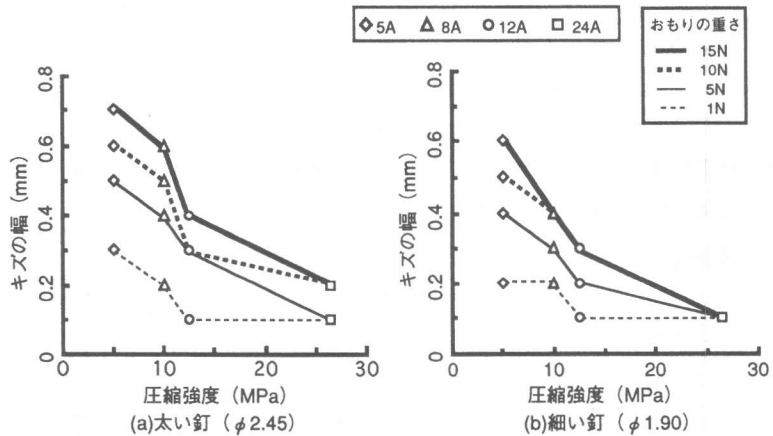 ◇5A △8A ○12A □24A
おもりの重さ
15N
10N
5N
1N
キズの幅 (mm)
0.8
0.6
0.4
0.2
0
0 10 20 30
圧縮強度 (MPa)
(a)太い釘 (φ2.45)
キズの幅 (mm)
0.8
0.6
0.4
0.2
0
0 10 20 30
圧縮強度 (MPa)
(b)細い釘 (φ1.90)